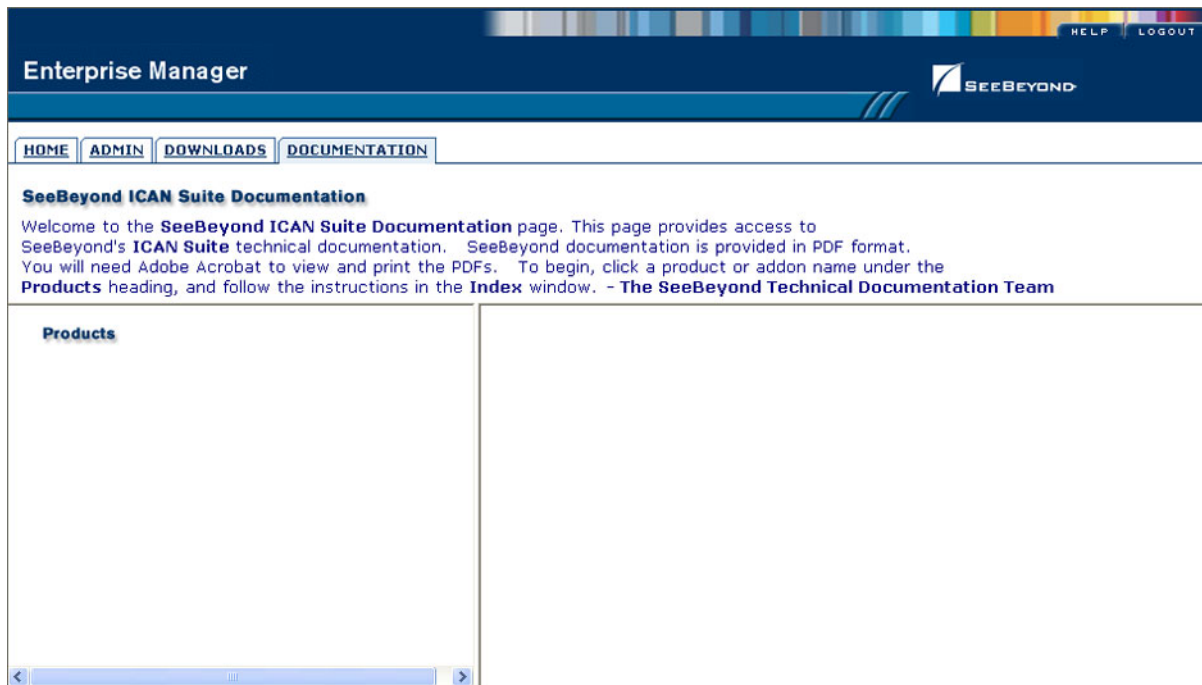 HELP LOGOUT
Enterprise Manager
SEEBEYOND
HOME ADMIN DOWNLOADS DOCUMENTATION
SeeBeyond ICAN Suite Documentation
Welcome to the SeeBeyond ICAN Suite Documentation page. This page provides access to
SeeBeyond's ICAN Suite technical documentation. SeeBeyond documentation is provided in PDF format.
You will need Adobe Acrobat to view and print the PDFs. To begin, click a product or addon name under the
Products heading, and follow the instructions in the Index window. - The SeeBeyond Technical Documentation Team
Products